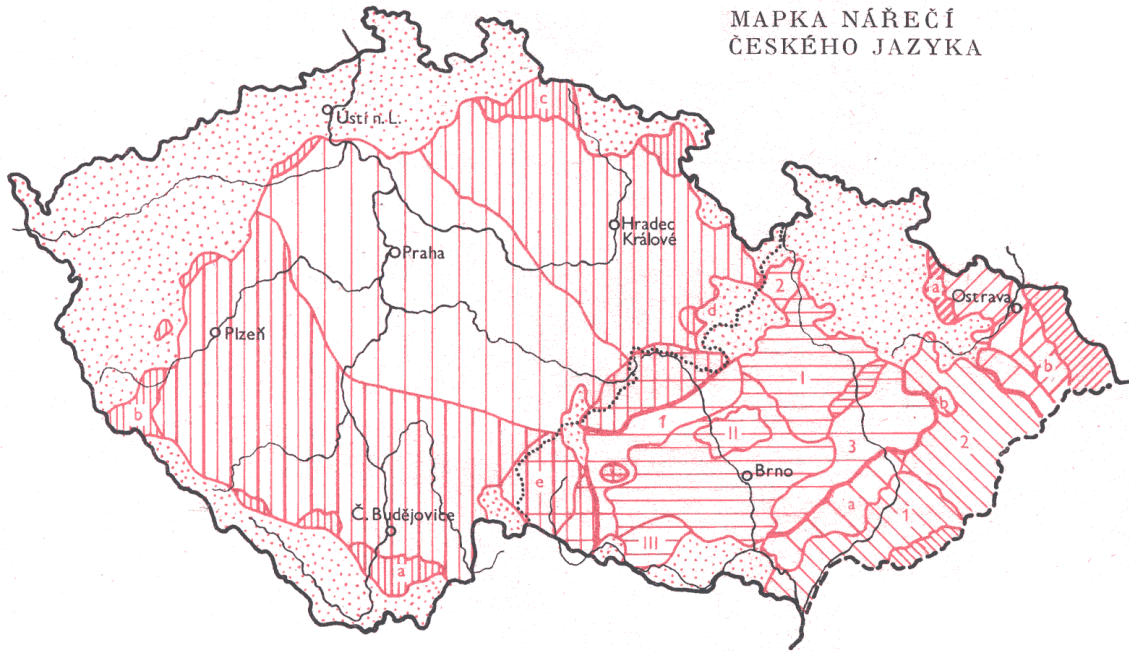 MAPKA NÁŘEČÍ
ČESKÉHO JAZYKA
c
Ústí n. L.
Hradec
Králové
Praha
2
a
Ostrava
d
Plzeň
b
b
I
b
1
II
2
3
Brno
e
a
1
Č. Budějovice
III
a